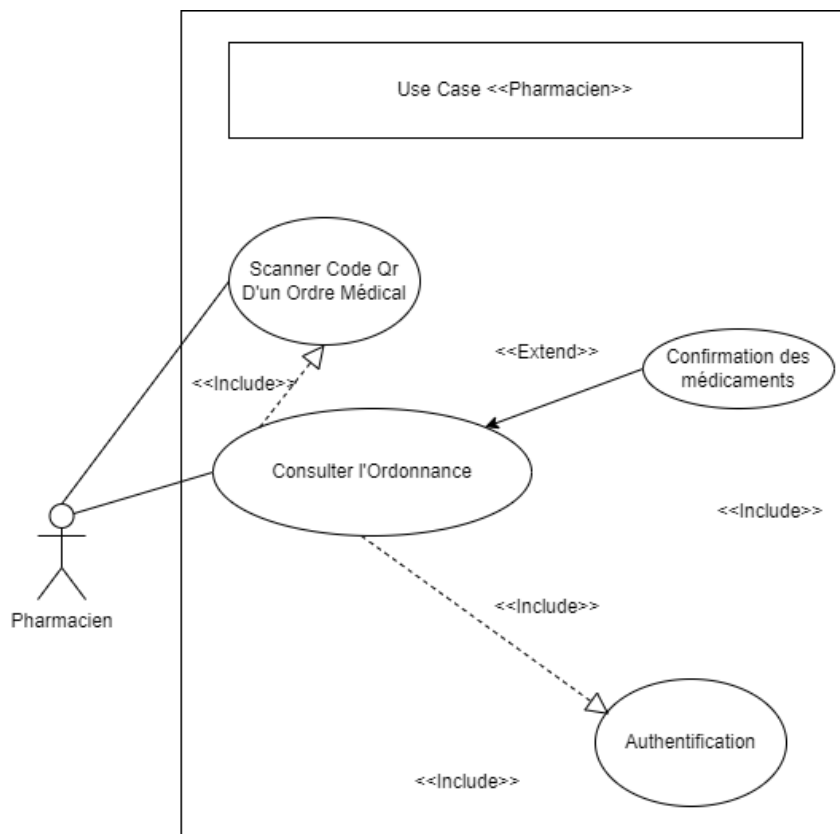 Use Case <<Pharmacien>>
Scanner Code Qr
D'un Ordre Médical
<<Extend>>
Confirmation des
médicaments
<<Include>>
Consulter l'Ordonnance
<<Include>>
Pharmacien
<<Include>>
Authentification
<<Include>>